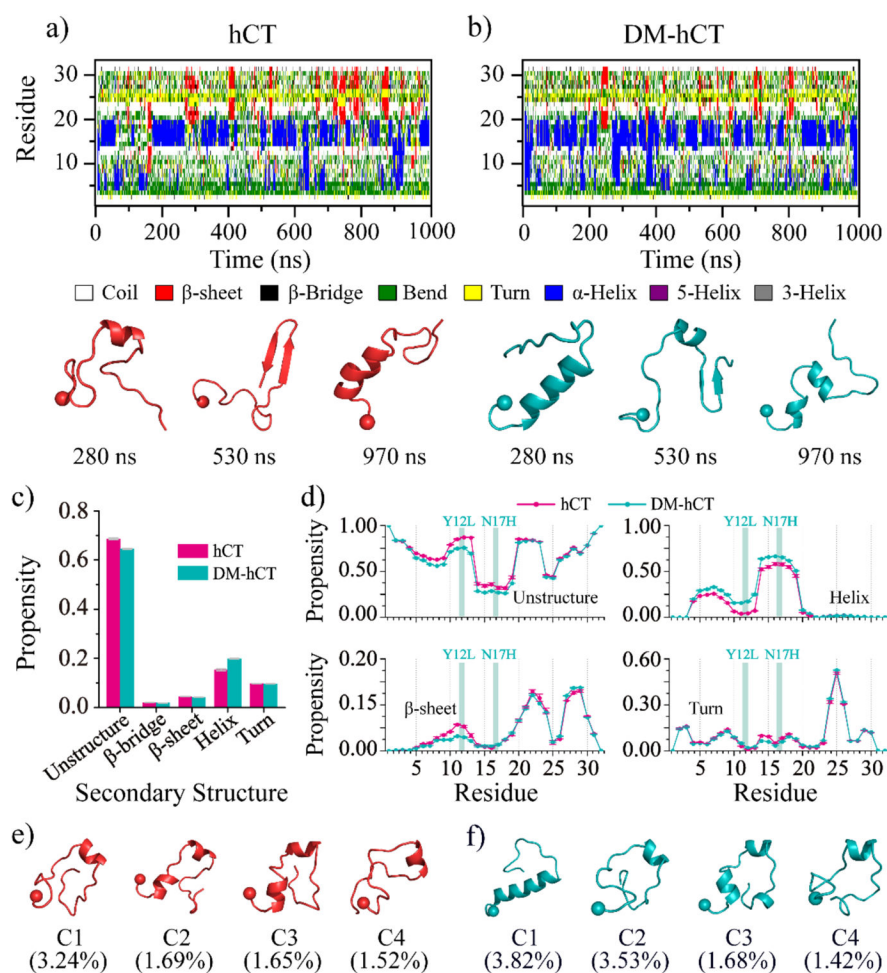 a) hCT b) DM-hCT
30
20
10
Residue
0 200 400 600 800 1000
Time (ns)
0 200 400 600 800 1000
Time (ns)
Coil β-sheet β-Bridge Bend Turn α-Helix 5-Helix 3-Helix
280 ns 530 ns 970 ns 280 ns 530 ns 970 ns
c)
0.8
0.6
0.4
0.2
0.0
Propensity
hCT
DM-hCT
Unstructure
β-bridge
β-sheet
Helix
Turn
Secondary Structure
d)
hCT DM-hCT
Y12L N17H
1.00
0.50
0.00
Propensity
Unstructure
Y12L N17H
1.00
0.50
0.00
Helix
Y12L N17H
0.20
0.10
0.00
Propensity
β-sheet
5 10 15 20 25 30
Residue
Y12L N17H
0.60
0.30
0.00
Turn
5 10 15 20 25 30
Residue
e) f)
C1 C2 C3 C4 C1 C2 C3 C4
(3.24%) (1.69%) (1.65%) (1.52%) (3.82%) (3.53%) (1.68%) (1.42%)